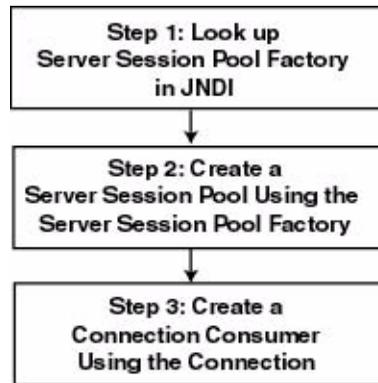 Step 1: Look up
Server Session Pool Factory
in JNDI
Step 2: Create a
Server Session Pool Using the
Server Session Pool Factory
Step 3: Create a
Connection Consumer
Using the Connection